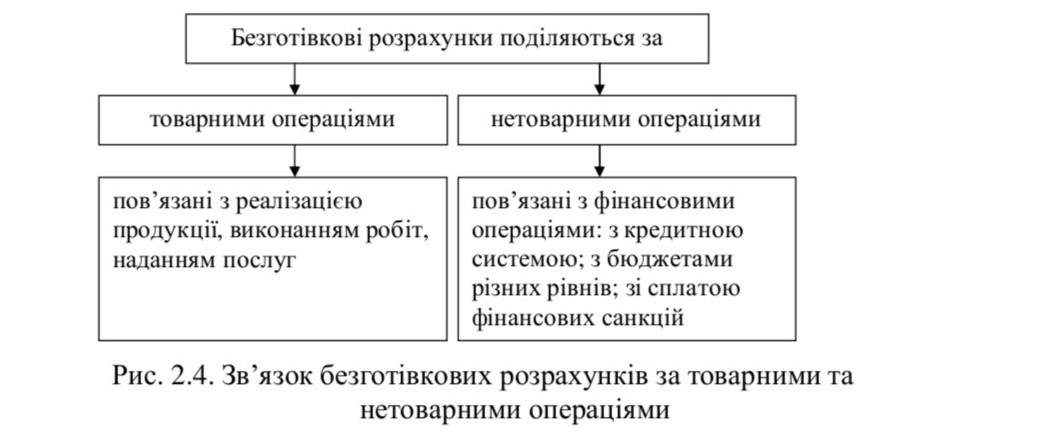 Безготівкові розрахунки поділяються за
товарними операціями
нетоварними операціями
пов’язані з реалізацією
продукції, виконанням робіт,
наданням послуг
пов’язані з фінансовими
операціями: з кредитною
системою; з бюджетами
різних рівнів; зі сплатою
фінансових санкцій
Рис. 2.4. Зв’язок безготівкових розрахунків за товарними та
нетоварними операціями